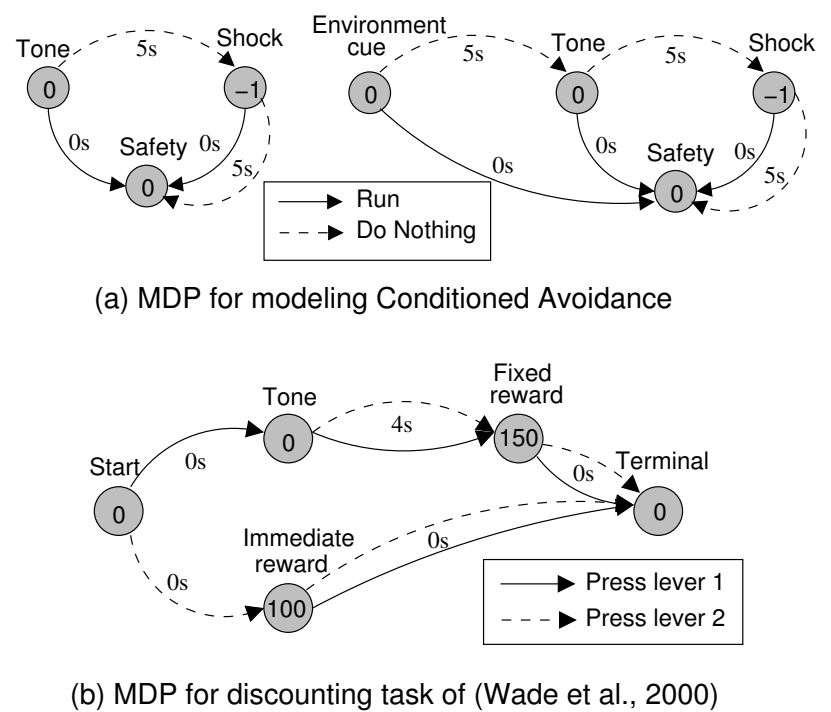 Tone
5s
Shock
0
−1
0s
0s
Safety
5s
0
Environment
cue
5s
Tone
5s
Shock
0
0
−1
0s
0s
0s
Safety
5s
0
Run
Do Nothing
(a) MDP for modeling Conditioned Avoidance
Fixed
reward
Tone
4s
0
150
0s
0s
Start
Terminal
0
0
Immediate
reward
0s
0s
100
Press lever 1
Press lever 2
(b) MDP for discounting task of (Wade et al., 2000)